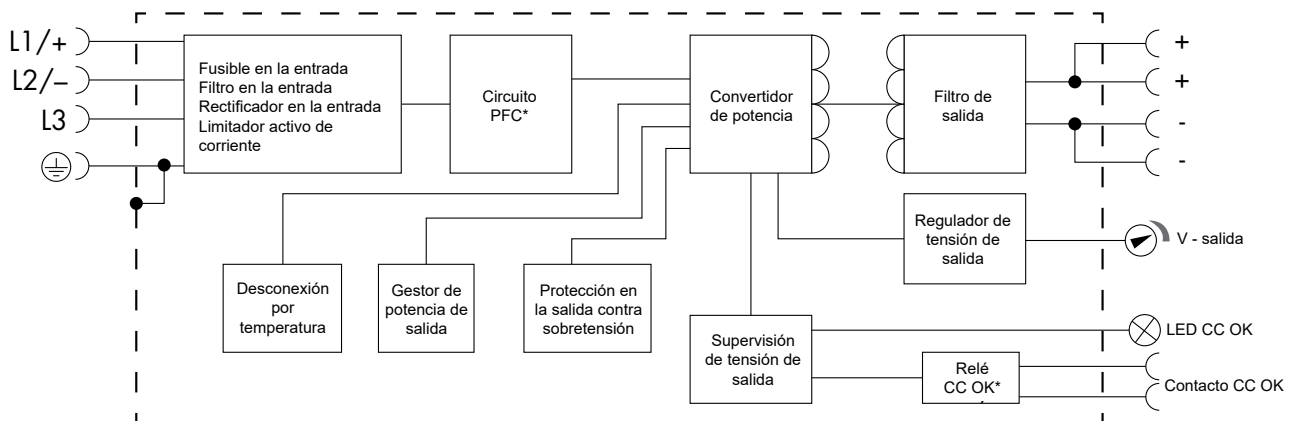 L1/+
L2/–
L3
Fusible en la entrada
Filtro en la entrada
Rectificador en la entrada
Limitador activo de
corriente
Circuito
PFC*
Convertidor
de potencia
Filtro de
salida
+
+
-
-
Regulador de
tensión de
salida
V - salida
Desconexión
por
temperatura
Gestor de
potencia de
salida
Protección en
la salida contra
sobretensión
Supervisión
de tensión de
salida
LED CC OK
Relé
CC OK*
Contacto CC OK